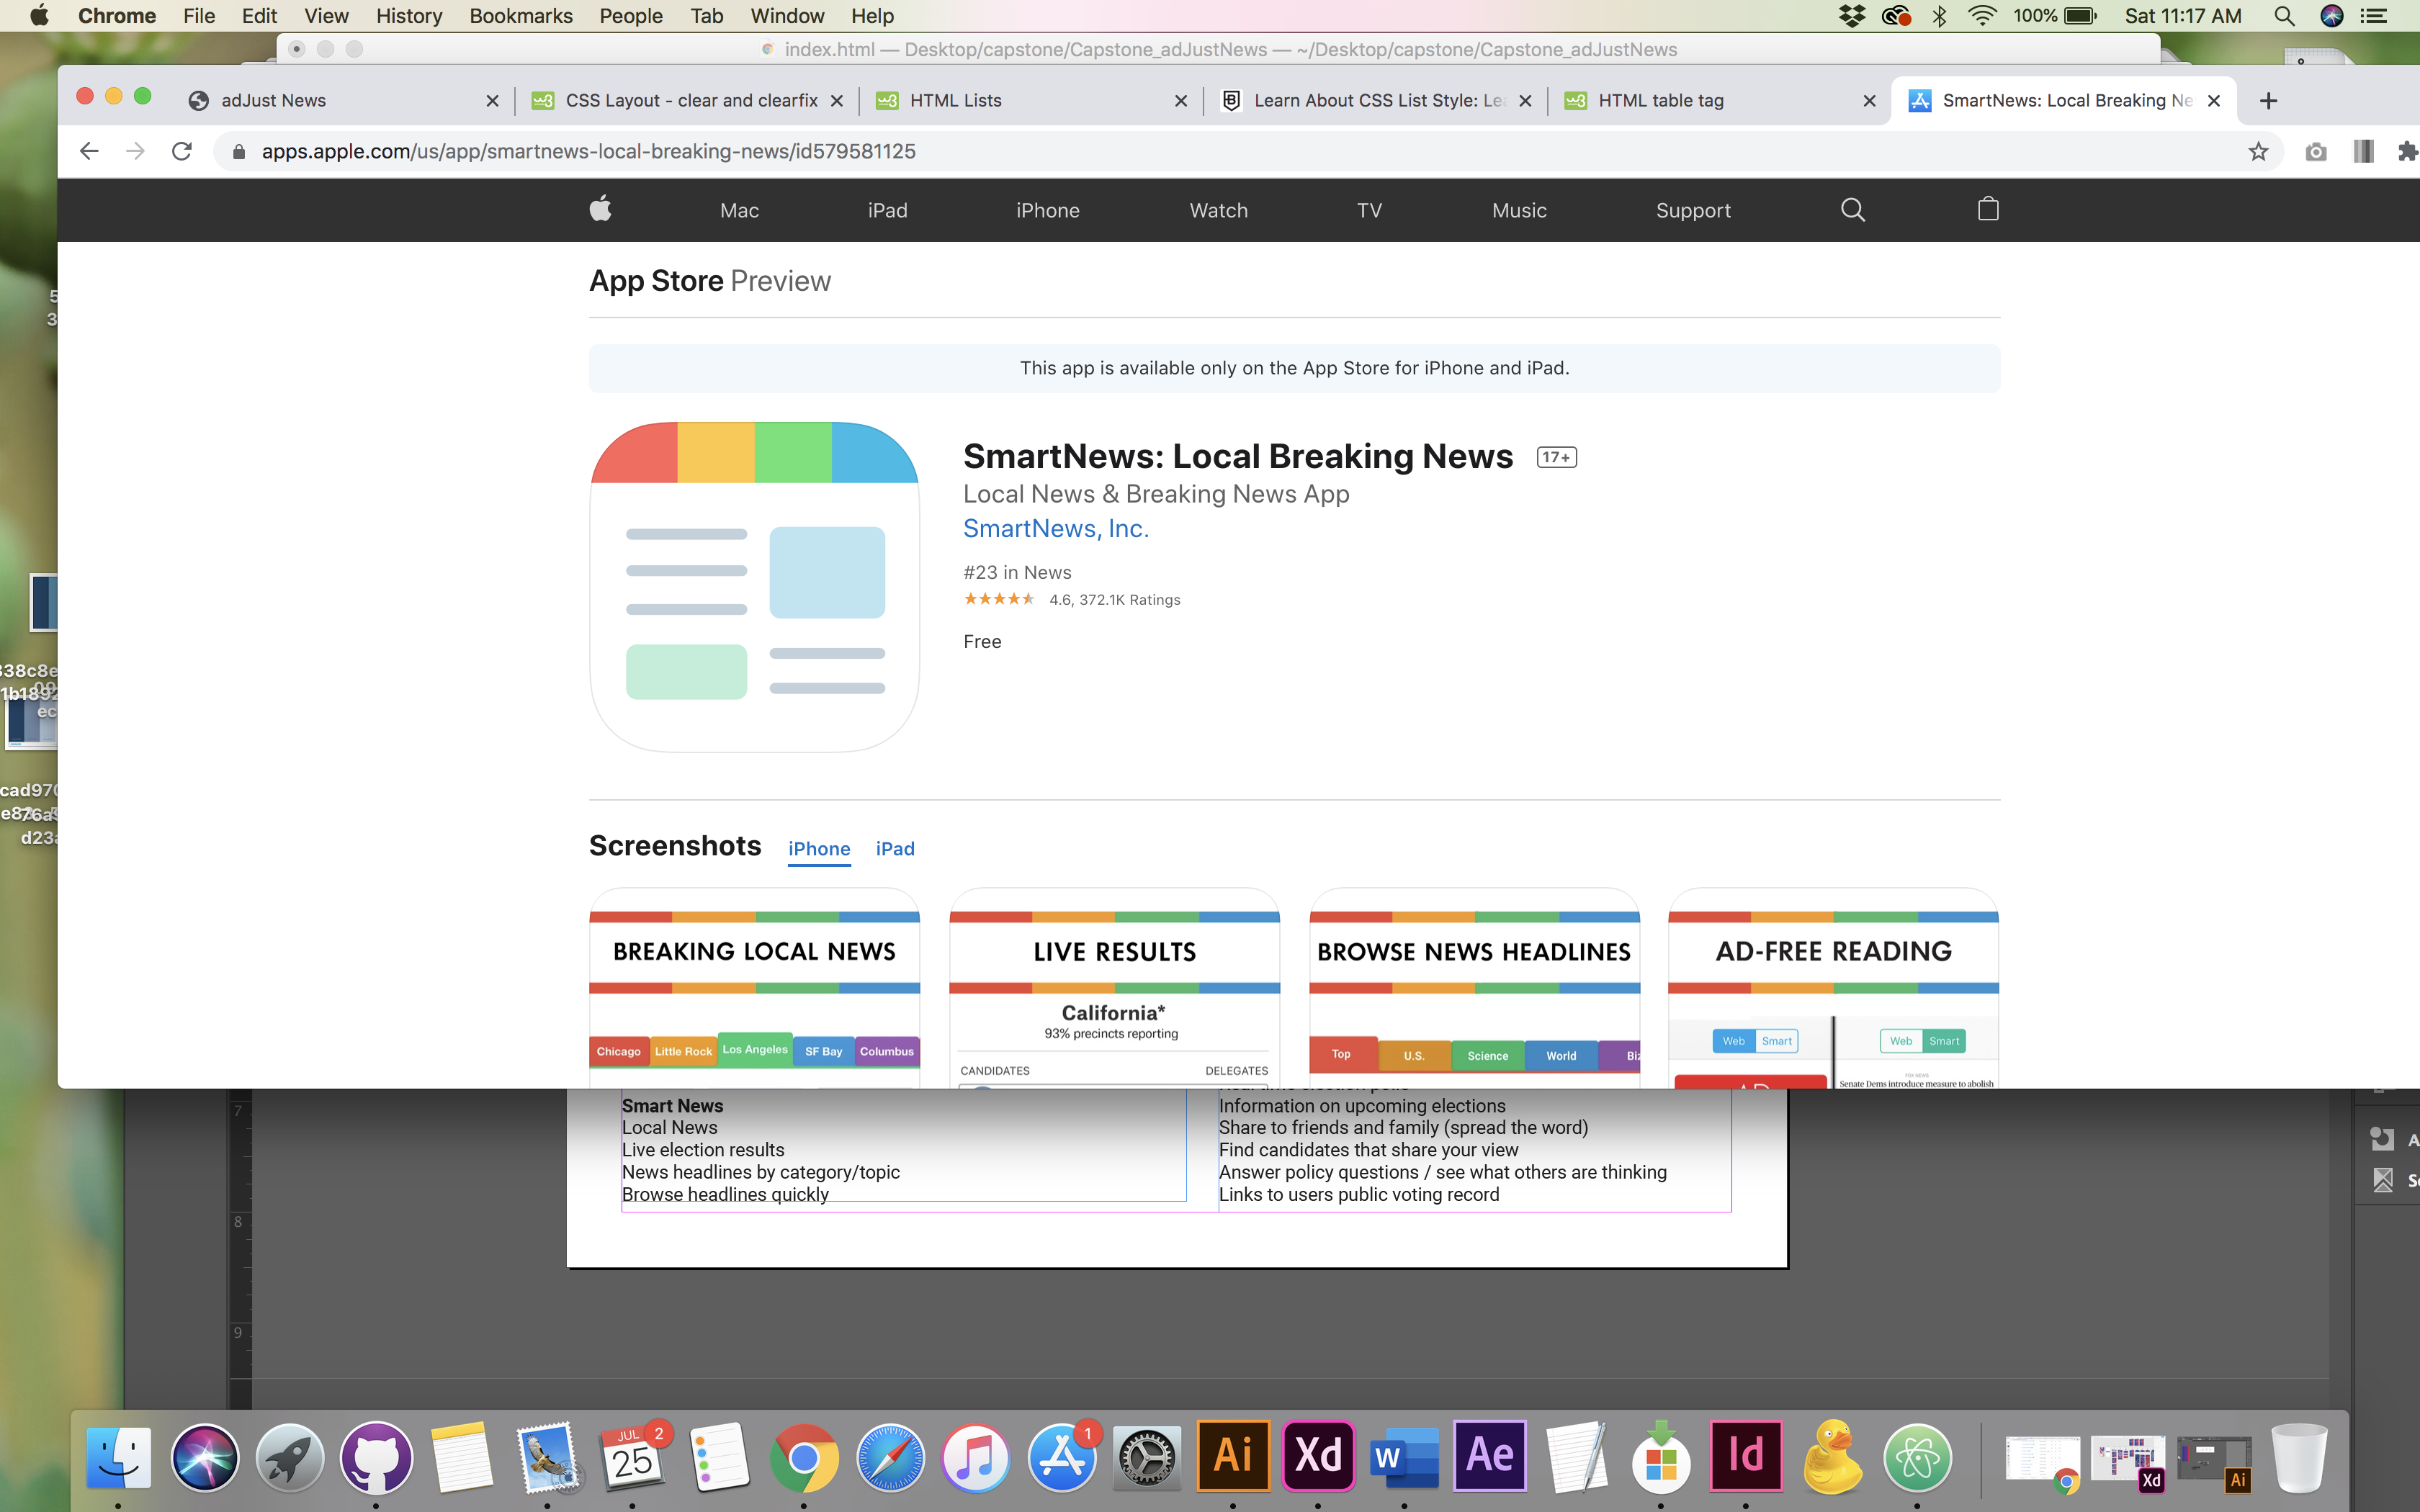 Chrome File Edit View History Bookmarks People Tab Window Help 100% Sat 11:17 AM
index.html — Desktop/capstone/Capstone_adJustNews — ~/Desktop/capstone/Capstone_adJustNews
adJust News CSS Layout - clear and clearfix HTML Lists Learn About CSS List Style: Le HTML table tag SmartNews: Local Breaking Ne
apps.apple.com/us/app/smartnews-local-breaking-news/id579581125
Mac iPad iPhone Watch TV Music Support
App Store Preview
This app is available only on the App Store for iPhone and iPad.
SmartNews: Local Breaking News 17+
Local News & Breaking News App
SmartNews, Inc.
#23 in News
4.6, 372.1K Ratings
Free
Screenshots iPhone iPad
BREAKING LOCAL NEWS LIVE RESULTS BROWSE NEWS HEADLINES AD-FREE READING
California*
93% precincts reporting
Web Smart Web Smart
Chicago Little Rock Los Angeles SF Bay Columbus Top U.S. Science World Biz
CANDIDATES DELEGATES
FOX NEWS
Senate Dems introduce measure to abolish
Smart News
Local News
Live election results
News headlines by category/topic
Browse headlines quickly
Information on upcoming elections
Share to friends and family (spread the word)
Find candidates that share your view
Answer policy questions / see what others are thinking
Links to users public voting record
7
8
9
338c8e
1b1892
ec
cad970
d23a
JUL 25 2 1 Ai Xd W Ae Id Xd Ai